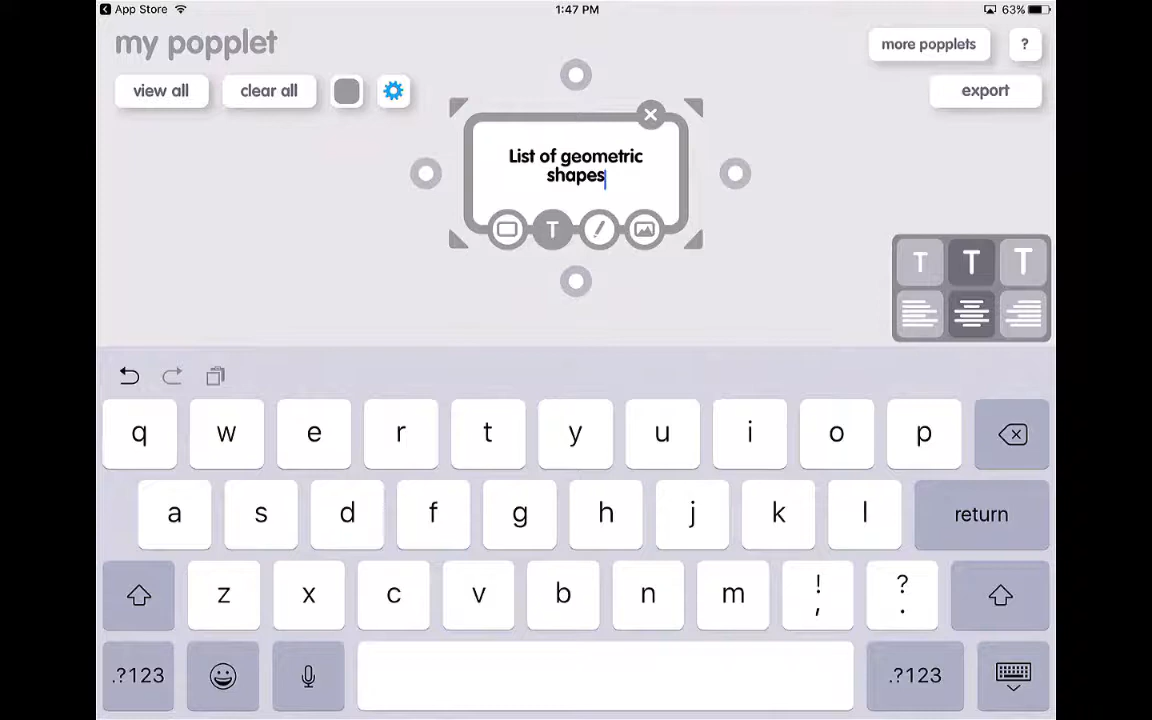 App Store
1:47 PM
63%
my popplet
more popplets
?
view all
clear all
export
List of geometric
shapes
T
T T T
q w e r t y u i o p
a s d f g h j k l return
z x c v b n m ! , ? .
.?123 .?123